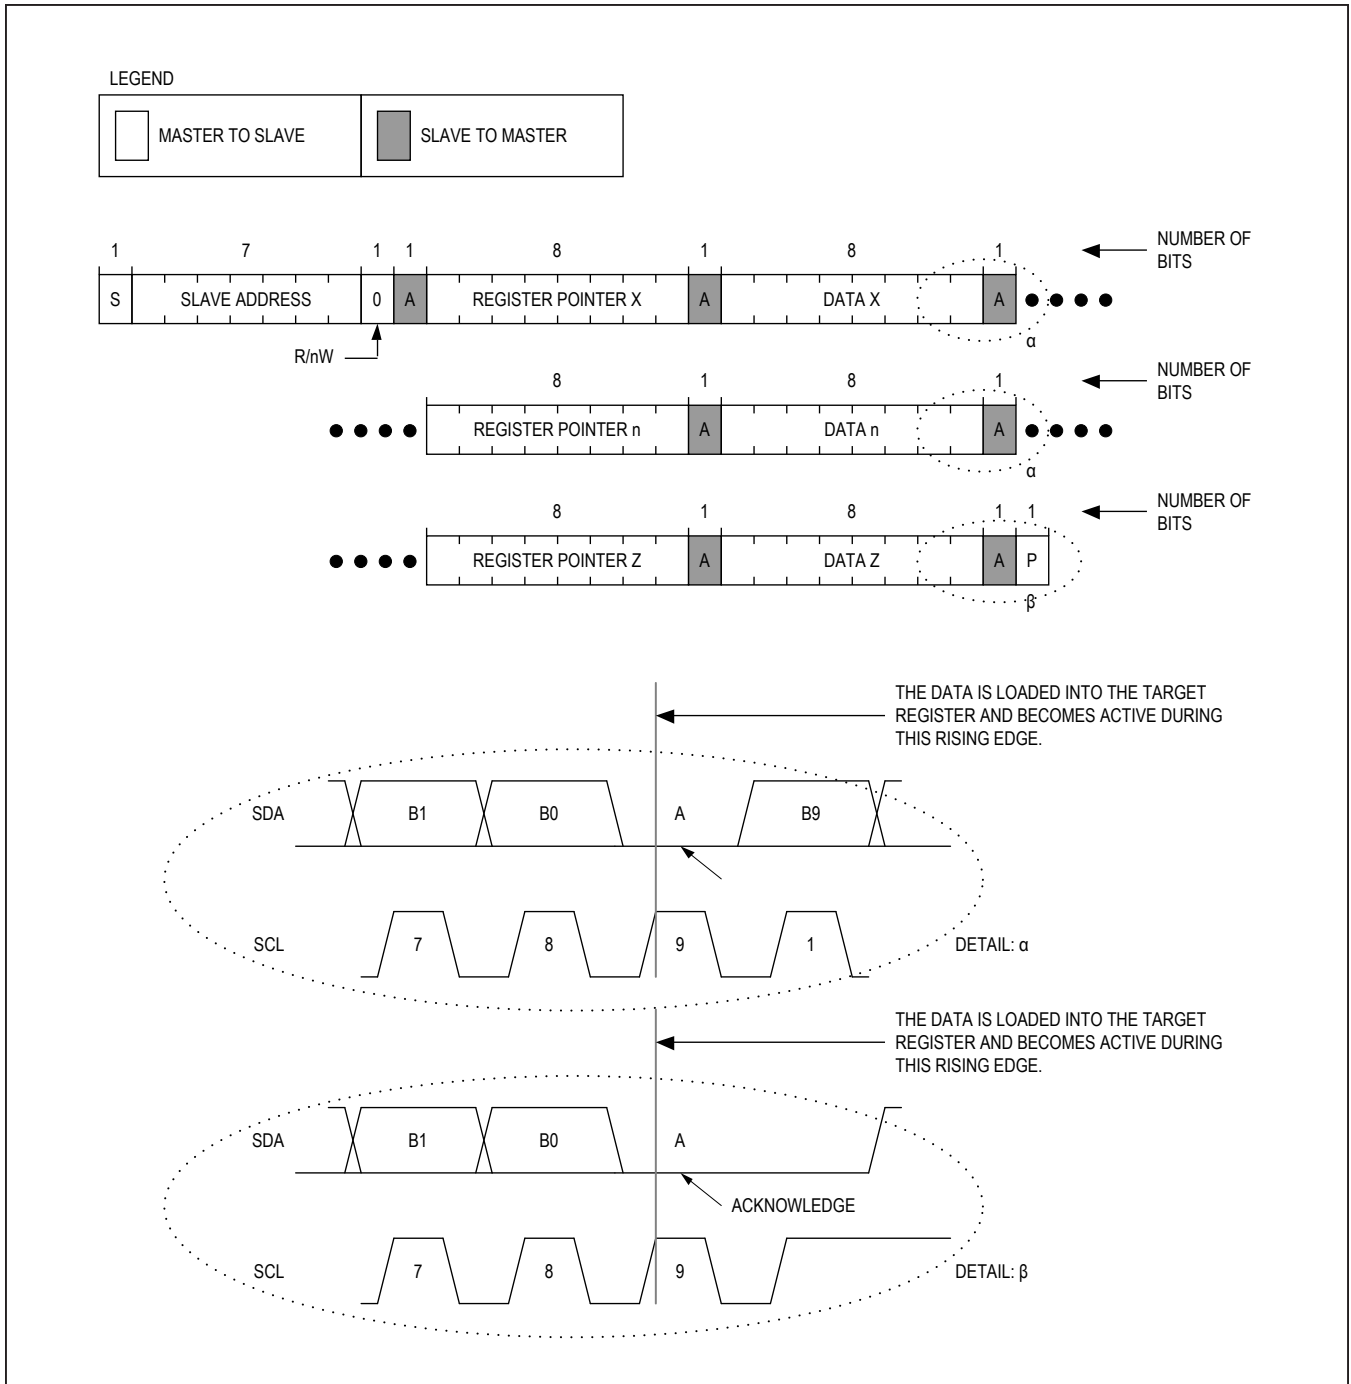 LEGEND
MASTER TO SLAVE
SLAVE TO MASTER
1 7 1 1 8 1 8 1
NUMBER OF
BITS
S SLAVE ADDRESS 0 A REGISTER POINTER X A DATA X A
α
R/nW
8 1 8 1
NUMBER OF
BITS
REGISTER POINTER n A DATA n A
α
8 1 8 1 1
NUMBER OF
BITS
REGISTER POINTER Z A DATA Z A P
β
THE DATA IS LOADED INTO THE TARGET
REGISTER AND BECOMES ACTIVE DURING
THIS RISING EDGE.
SDA B1 B0 A B9
SCL 7 8 9 1 DETAIL: α
THE DATA IS LOADED INTO THE TARGET
REGISTER AND BECOMES ACTIVE DURING
THIS RISING EDGE.
SDA B1 B0 A
ACKNOWLEDGE
SCL 7 8 9 DETAIL: β